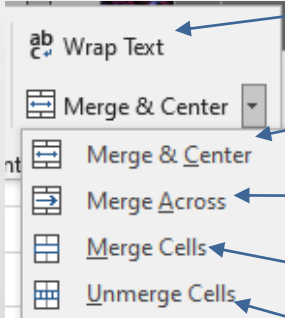 Wrap Text
Merge & Center
Merge & Center
Merge Across
Merge Cells
Unmerge Cells